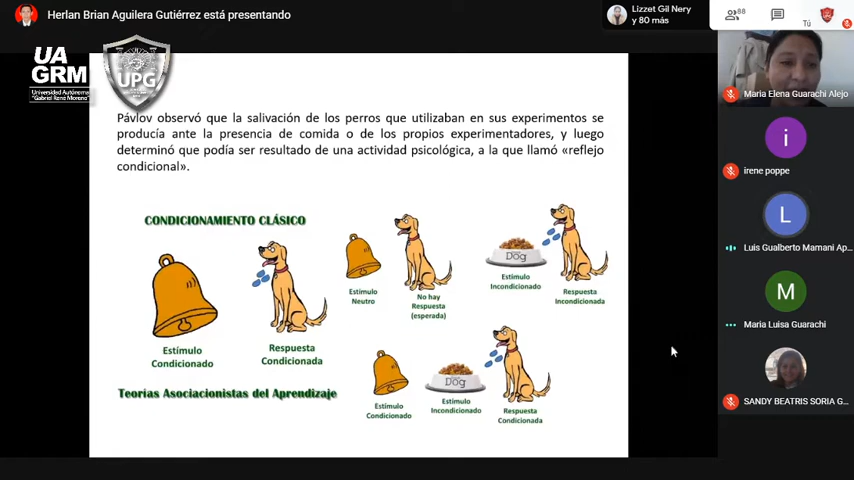 Herlan Brian Aguilera Gutiérrez está presentando
Lizzet Gil Nery
y 80 más
88
Tú
UA
GRM
Universidad Autónoma
"Gabriel René Moreno"
UPG
Pávlov observó que la salivación de los perros que utilizaban en sus experimentos se
producía ante la presencia de comida o de los propios experimentadores, y luego
determinó que podía ser resultado de una actividad psicológica, a la que llamó «reflejo
condicional».
CONDICIONAMIENTO CLÁSICO
Estímulo
Condicionado
Respuesta
Condicionada
Teorías Asociacionistas del Aprendizaje
Estímulo
Neutro
No hay
Respuesta
(esperada)
Dog
Estímulo
Incondicionado
Respuesta
Incondicionada
Estímulo
Condicionado
Dog
Estímulo
Incondicionado
Respuesta
Condicionada
Maria Elena Guarachi Alejo
i
irene poppe
L
Luis Gualberto Mamani Ap...
M
Maria Luisa Guarachi
SANDY BEATRIS SORIA G...